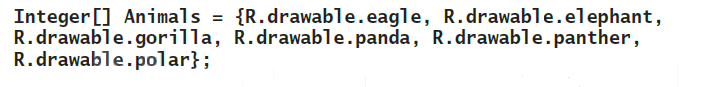 Integer[] Animals = {R.drawable.eagle, R.drawable.elephant,
R.drawable.gorilla, R.drawable.panda, R.drawable.panther,
R.drawable.polar};